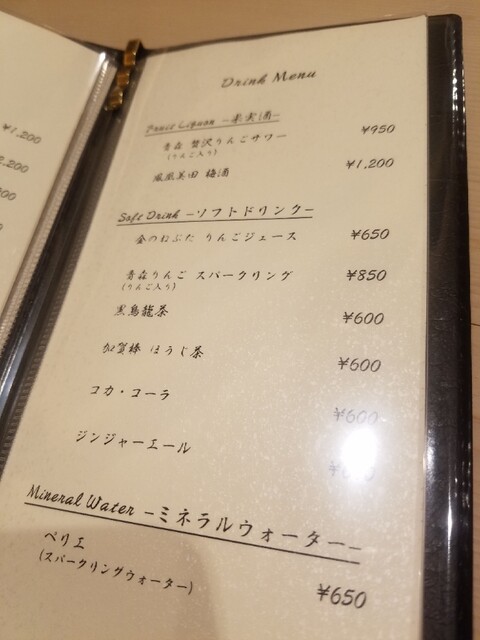 ¥1,200
Drink Menu
Fruit Liquor –果実酒–
青森 贅沢りんごサワー ¥950
(りんご入り)
鳳凰美田 梅酒 ¥1,200
Soft Drink –ソフトドリンク–
金のねぶた りんごジュース ¥650
青森りんご スパークリング ¥850
(りんご入り)
黒烏龍茶 ¥600
加賀棒 ほうじ茶 ¥600
コカ・コーラ ¥600
ジンジャーエール
Mineral Water –ミネラルウォーター–
ペリエ ¥650
(スパークリングウォーター)